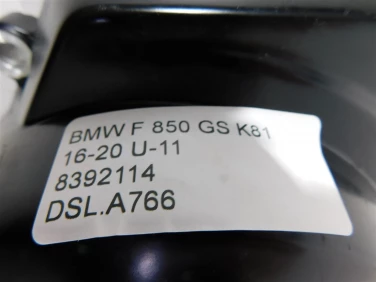 BMW F 850 GS K81
16-20 U-11
8392114
DSL.A766